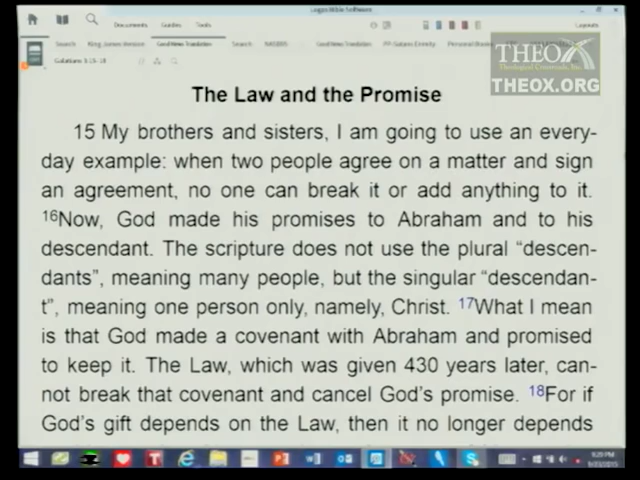 Logos Bible Software
Documents Guides Tools
Layouts
Search King James Version Good News Translation Search NASB95 Good News Translation Personal
Galatians 3:15-18
THEOX
THEOX.ORG
The Law and the Promise
15 My brothers and sisters, I am going to use an every-
day example: when two people agree on a matter and sign
an agreement, no one can break it or add anything to it.
16Now, God made his promises to Abraham and to his
descendant. The scripture does not use the plural “descen-
dants”, meaning many people, but the singular “descendan-
t”, meaning one person only, namely, Christ. 17What I mean
is that God made a covenant with Abraham and promised
to keep it. The Law, which was given 430 years later, can-
not break that covenant and cancel God's promise. 18For if
God's gift depends on the Law, then it no longer depends